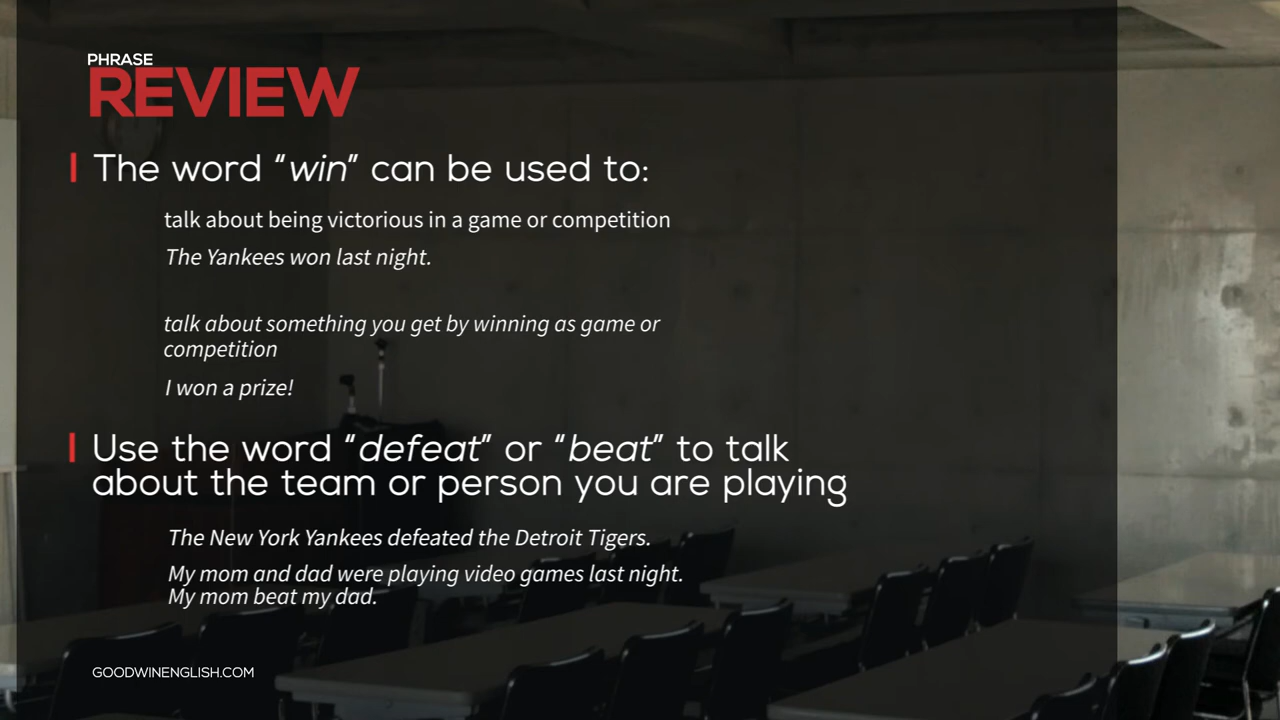 PHRASE
REVIEW
The word “win” can be used to:
talk about being victorious in a game or competition
The Yankees won last night.
talk about something you get by winning as game or
competition
I won a prize!
Use the word “defeat” or “beat” to talk
about the team or person you are playing
The New York Yankees defeated the Detroit Tigers.
My mom and dad were playing video games last night.
My mom beat my dad.
GOODWINENGLISH.COM